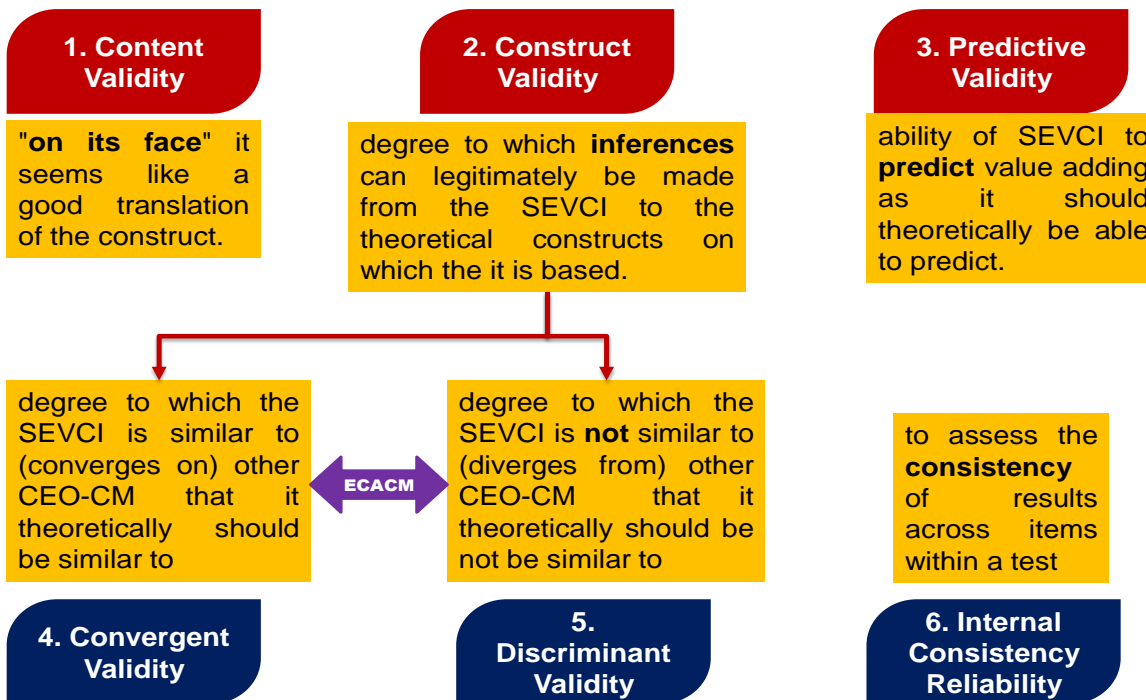 1. Content
Validity
2. Construct
Validity
3. Predictive
Validity
"on its face" it
seems like a
good translation
of the construct.
degree to which inferences
can legitimately be made
from the SEVCI to the
theoretical constructs on
which the it is based.
ability of SEVCI to
predict value adding
as it should
theoretically be able
to predict.
degree to which the
SEVCI is similar to
(converges on) other
CEO-CM that it
theoretically should
be similar to
ECACM
degree to which the
SEVCI is not similar to
(diverges from) other
CEO-CM that it
theoretically should be
not be similar to
to assess the
consistency
of results
across items
within a test
4. Convergent
Validity
5.
Discriminant
Validity
6. Internal
Consistency
Reliability